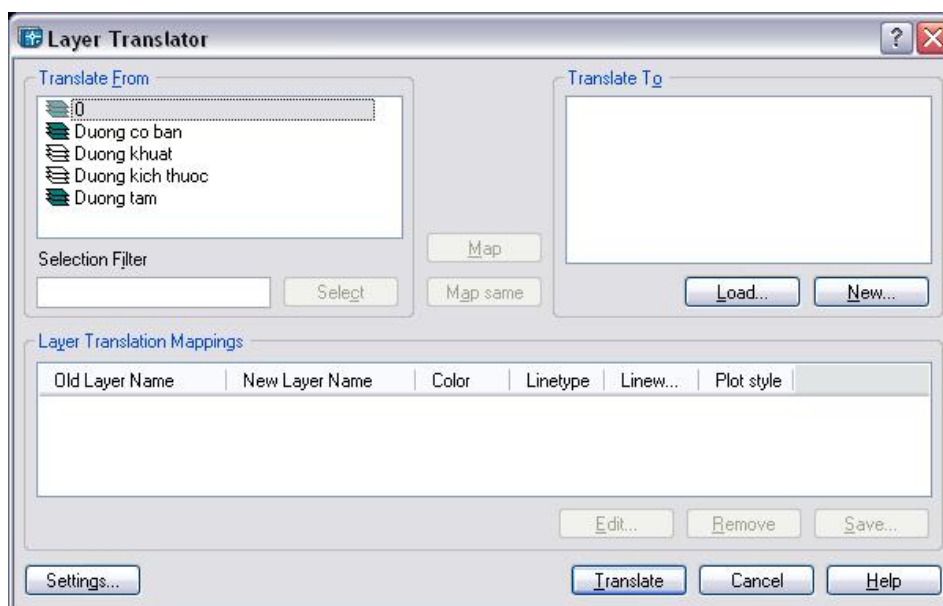 Layer Translator
Translate From
0
Duong co ban
Duong khuat
Duong kich thuoc
Duong tam
Selection Filter
Select
Map
Map same
Translate To
Load...
New...
Layer Translation Mappings
Old Layer Name New Layer Name Color Linetype Linew... Plot style
Edit... Remove Save...
Settings... Translate Cancel Help